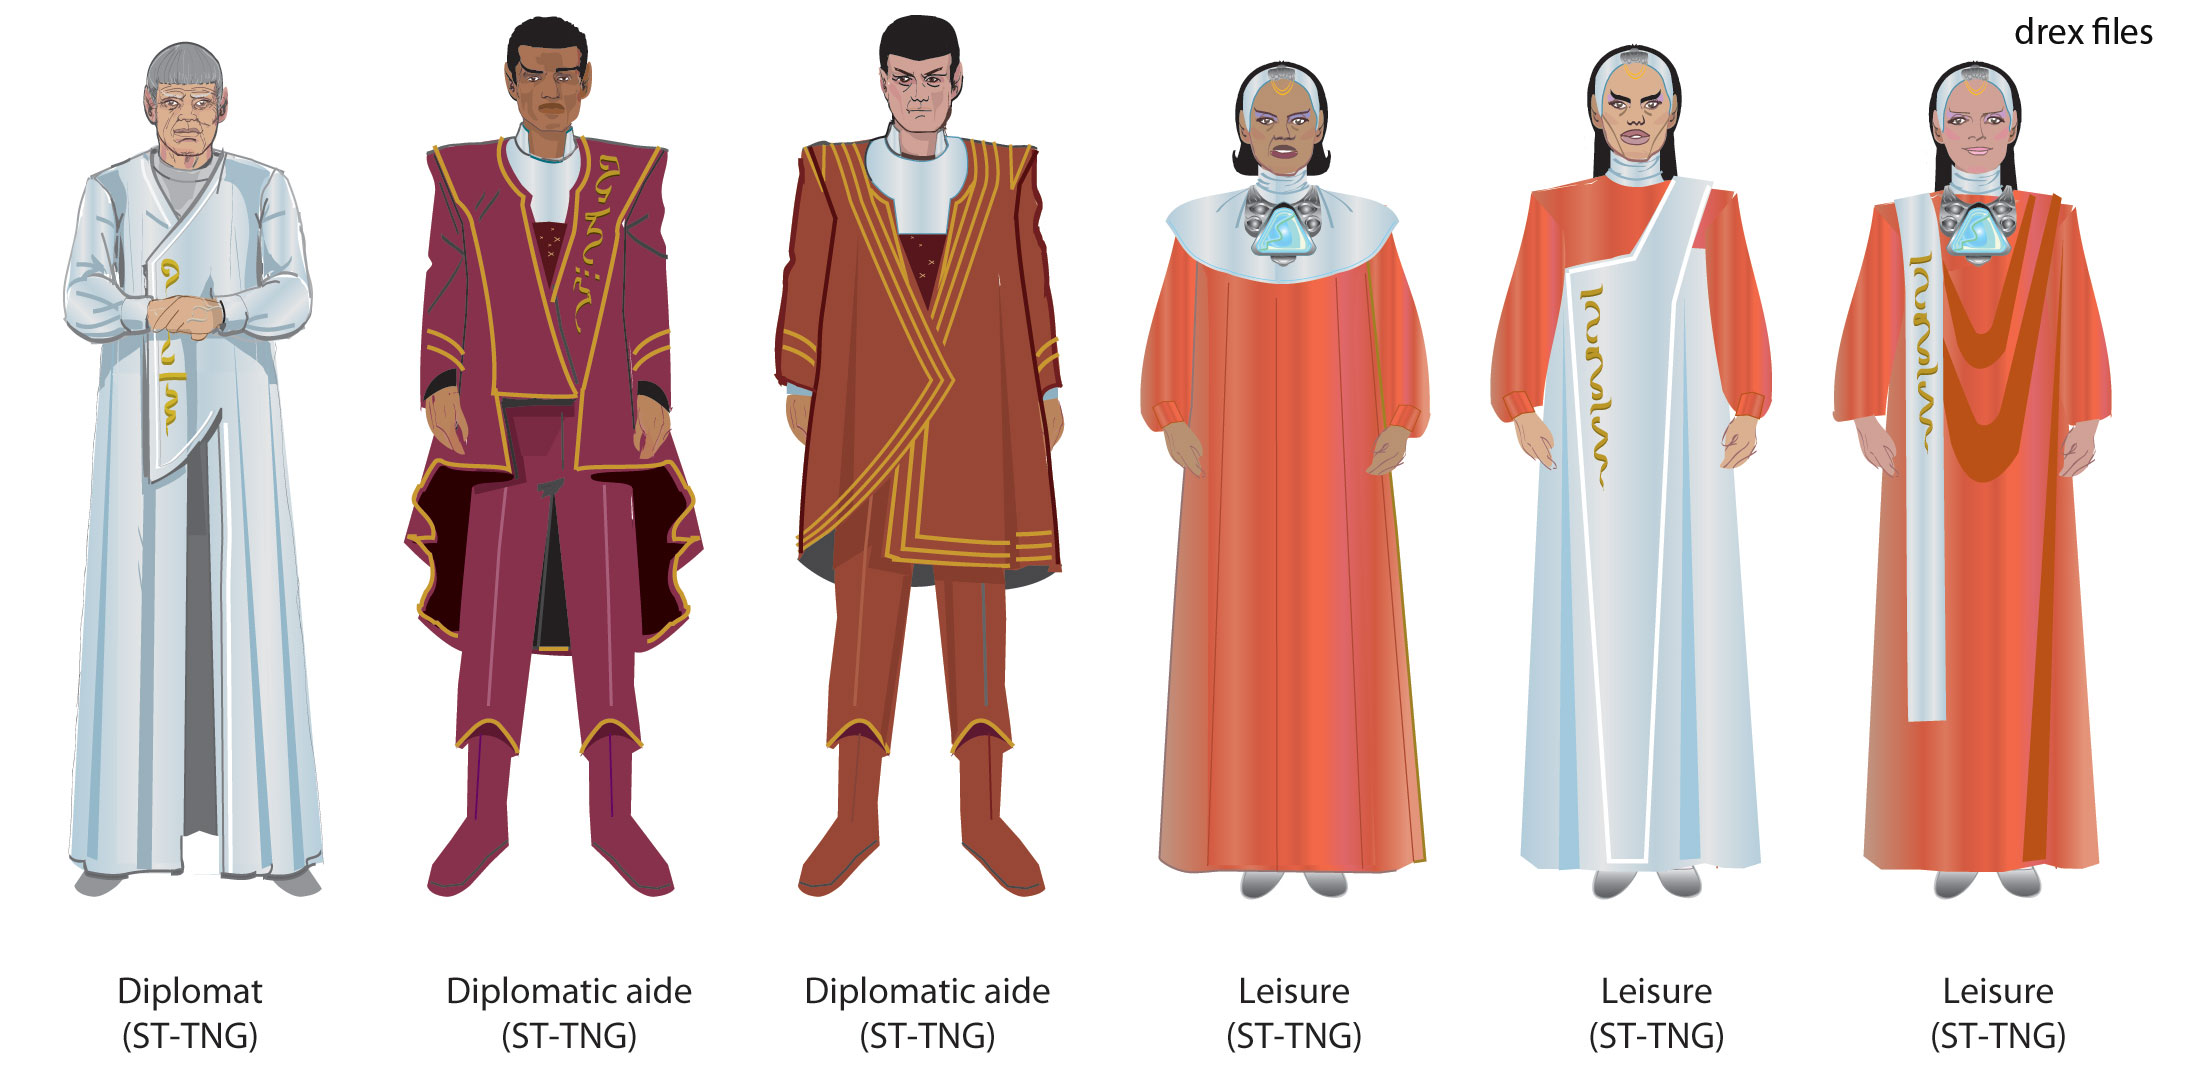 drex files
Diplomat
(ST-TNG)
Diplomatic aide
(ST-TNG)
Diplomatic aide
(ST-TNG)
Leisure
(ST-TNG)
Leisure
(ST-TNG)
Leisure
(ST-TNG)